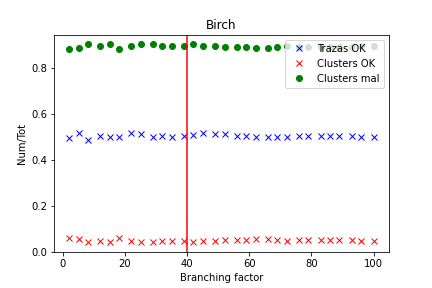 Birch
Trazas OK
Clusters OK
Clusters mal
Num/Tot
0.8
0.6
0.4
0.2
0.0
0
20
40
60
80
100
Branching factor